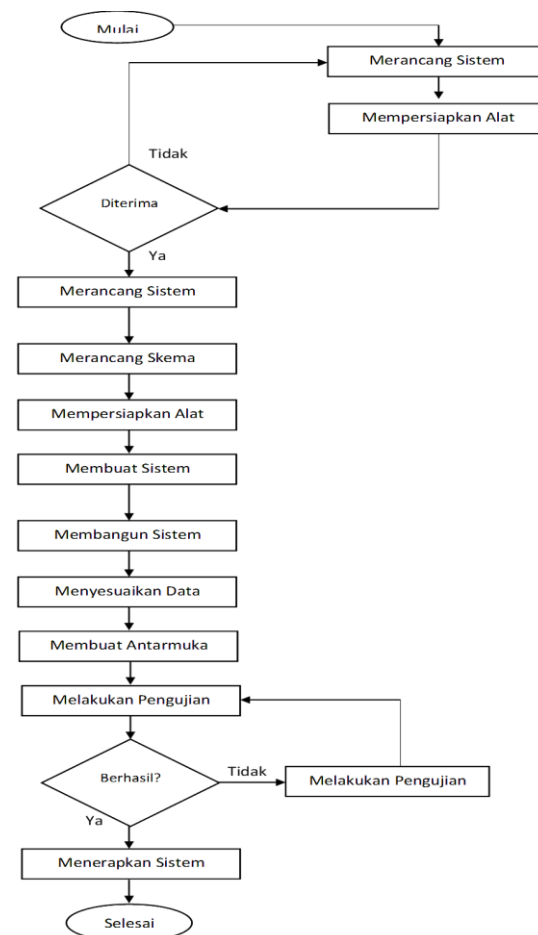 Mulai
Merancang Sistem
Mempersiapkan Alat
Tidak
Diterima
Ya
Merancang Sistem
Merancang Skema
Mempersiapkan Alat
Membuat Sistem
Membangun Sistem
Menyesuaikan Data
Membuat Antarmuka
Melakukan Pengujian
Berhasil?
Tidak
Melakukan Pengujian
Ya
Menerapkan Sistem
Selesai